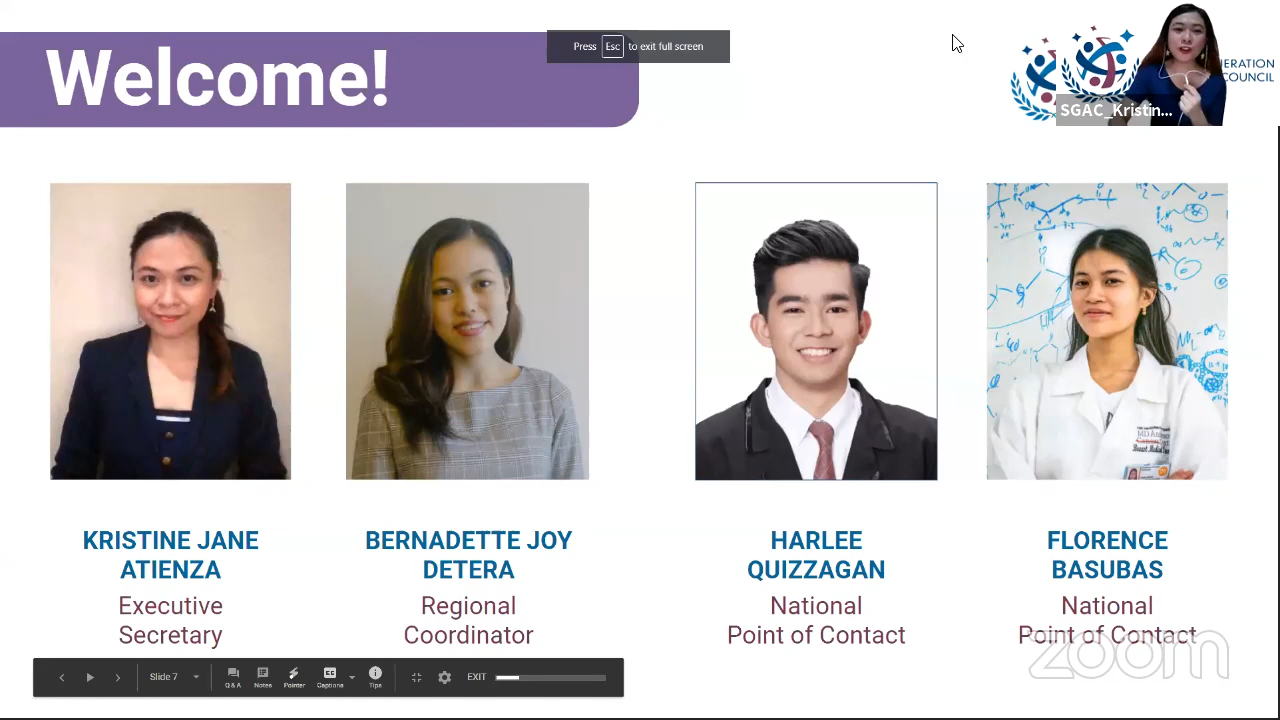 Welcome!
Press Esc to exit full screen
ERATION
COUNCIL
SGAC_Kristin...
KRISTINE JANE
ATIENZA
Executive
Secretary
BERNADETTE JOY
DETERA
Regional
Coordinator
HARLEE
QUIZZAGAN
National
Point of Contact
FLORENCE
BASUBAS
National
Point of Contact
zoom
Slide 7
Q & A
Notes
Pointer
Captions
Tips
EXIT